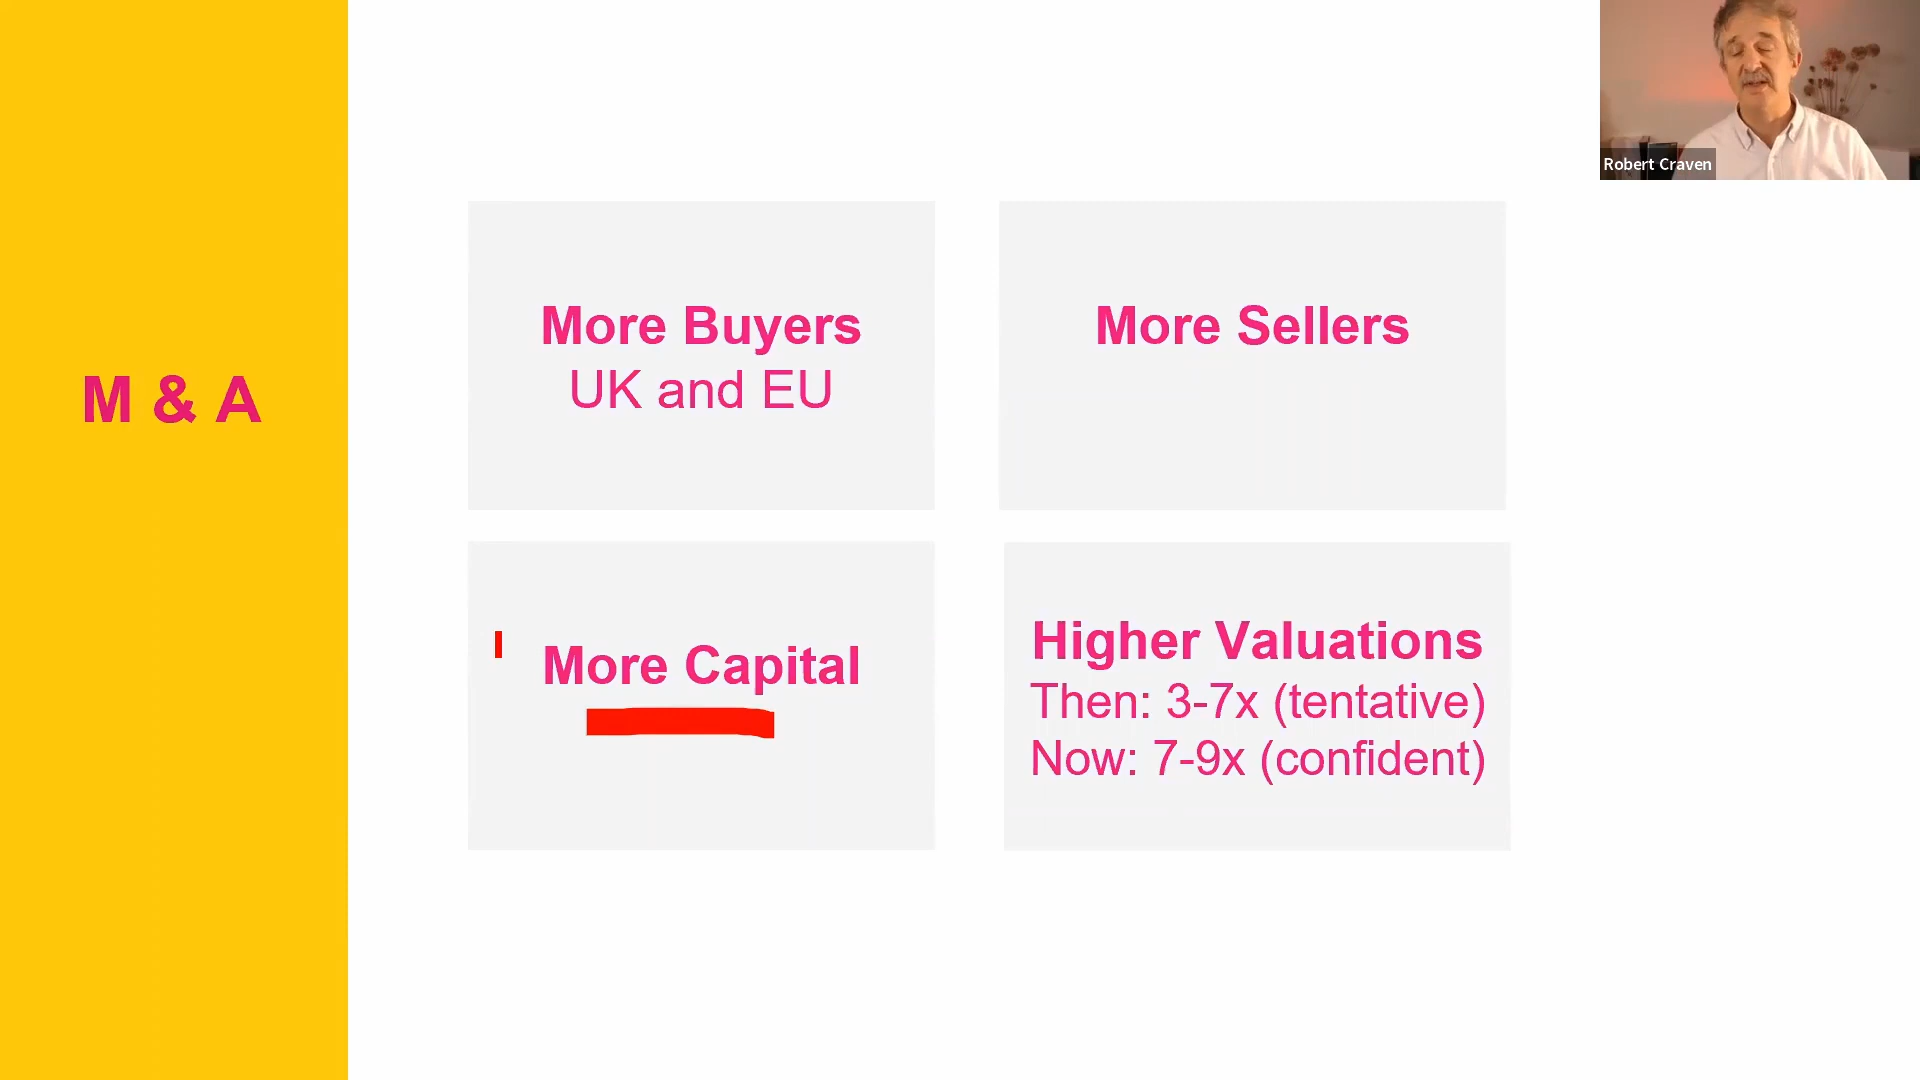 Robert Craven
M & A
More Buyers
UK and EU
More Sellers
More Capital
Higher Valuations
Then: 3-7x (tentative)
Now: 7-9x (confident)